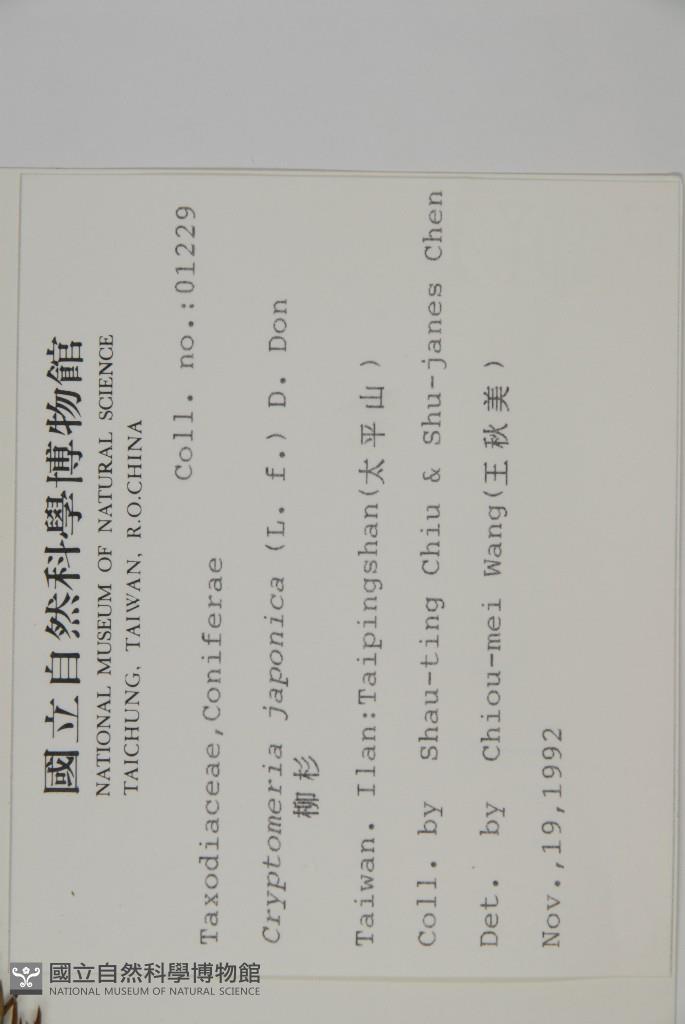 國立自然科學博物館
NATIONAL MUSEUM OF NATURAL SCIENCE
TAICHUNG, TAIWAN, R.O.CHINA
Coll. no.:01229
Taxodiaceae,Coniferae
Cryptomeria japonica (L. f.) D. Don
柳杉
Taiwan. Ilan:Taipingshan(太平山)
Coll. by Shau-ting Chiu & Shu-janes Chen
Det. by Chiou-mei Wang(王秋美)
Nov.,19,1992
國立自然科學博物館
NATIONAL MUSEUM OF NATURAL SCIENCE